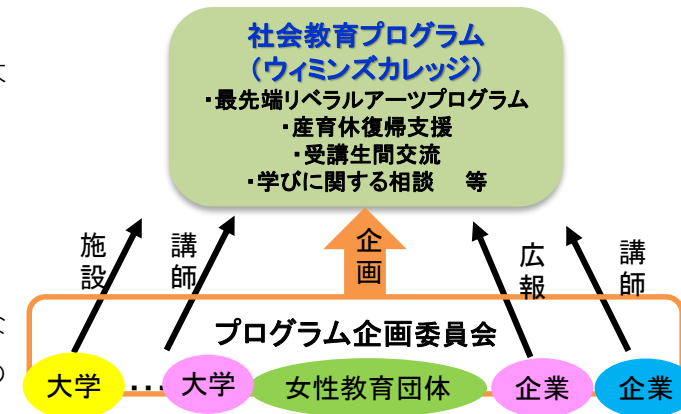 社会教育プログラム
（ウィミンズカレッジ）
・最先端リベラルアーツプログラム
・産育休復帰支援
・受講生間交流
・学びに関する相談　等
施設
講師
企画
広報
講師
プログラム企画委員会
大学
…
大学
女性教育団体
企業
企業